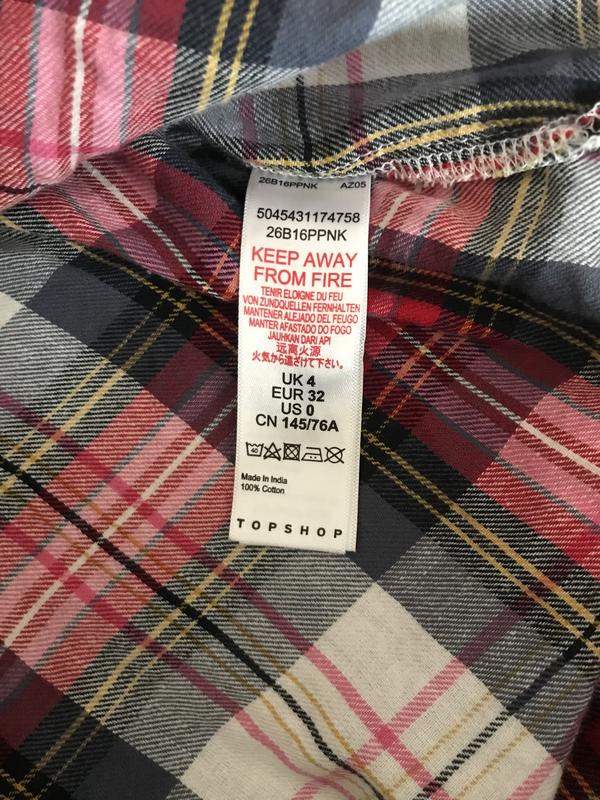 26B16PPNK AZ05
5045431174758
26B16PPNK
KEEP AWAY
FROM FIRE
TENIR ELOIGNE DU FEU
VON ZUNDQUELLEN FERNHALTEN
MANTENER ALEJADO DEL FEUGO
MANTER AFASTADO DO FOGO
JAUHKAN DARI API
远离火源
火気から遠ざけて下さい。
UK 4
EUR 32
US 0
CN 145/76A
40
Made In India
100% Cotton
TOPSHOP